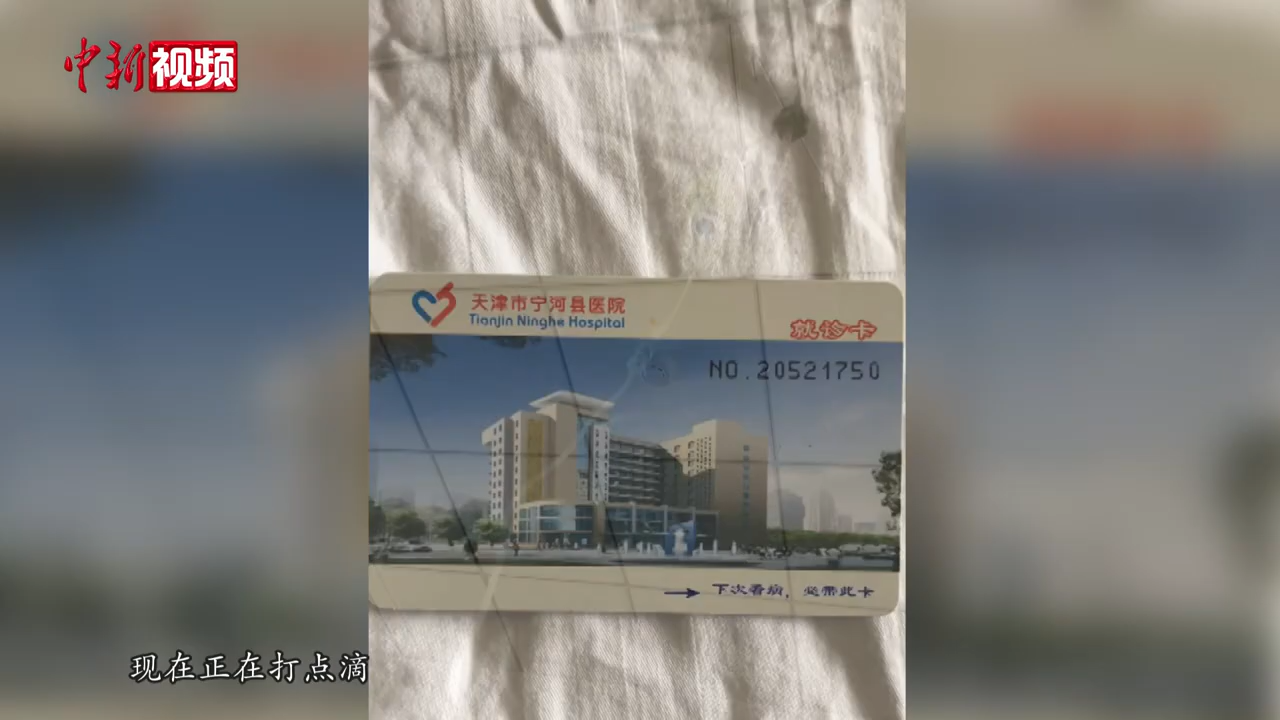 中新视频
天津市宁河县医院
Tianjin Ninghe Hospital
就诊卡
NO.20521750
下次看病，必带此卡
现在正在打点滴